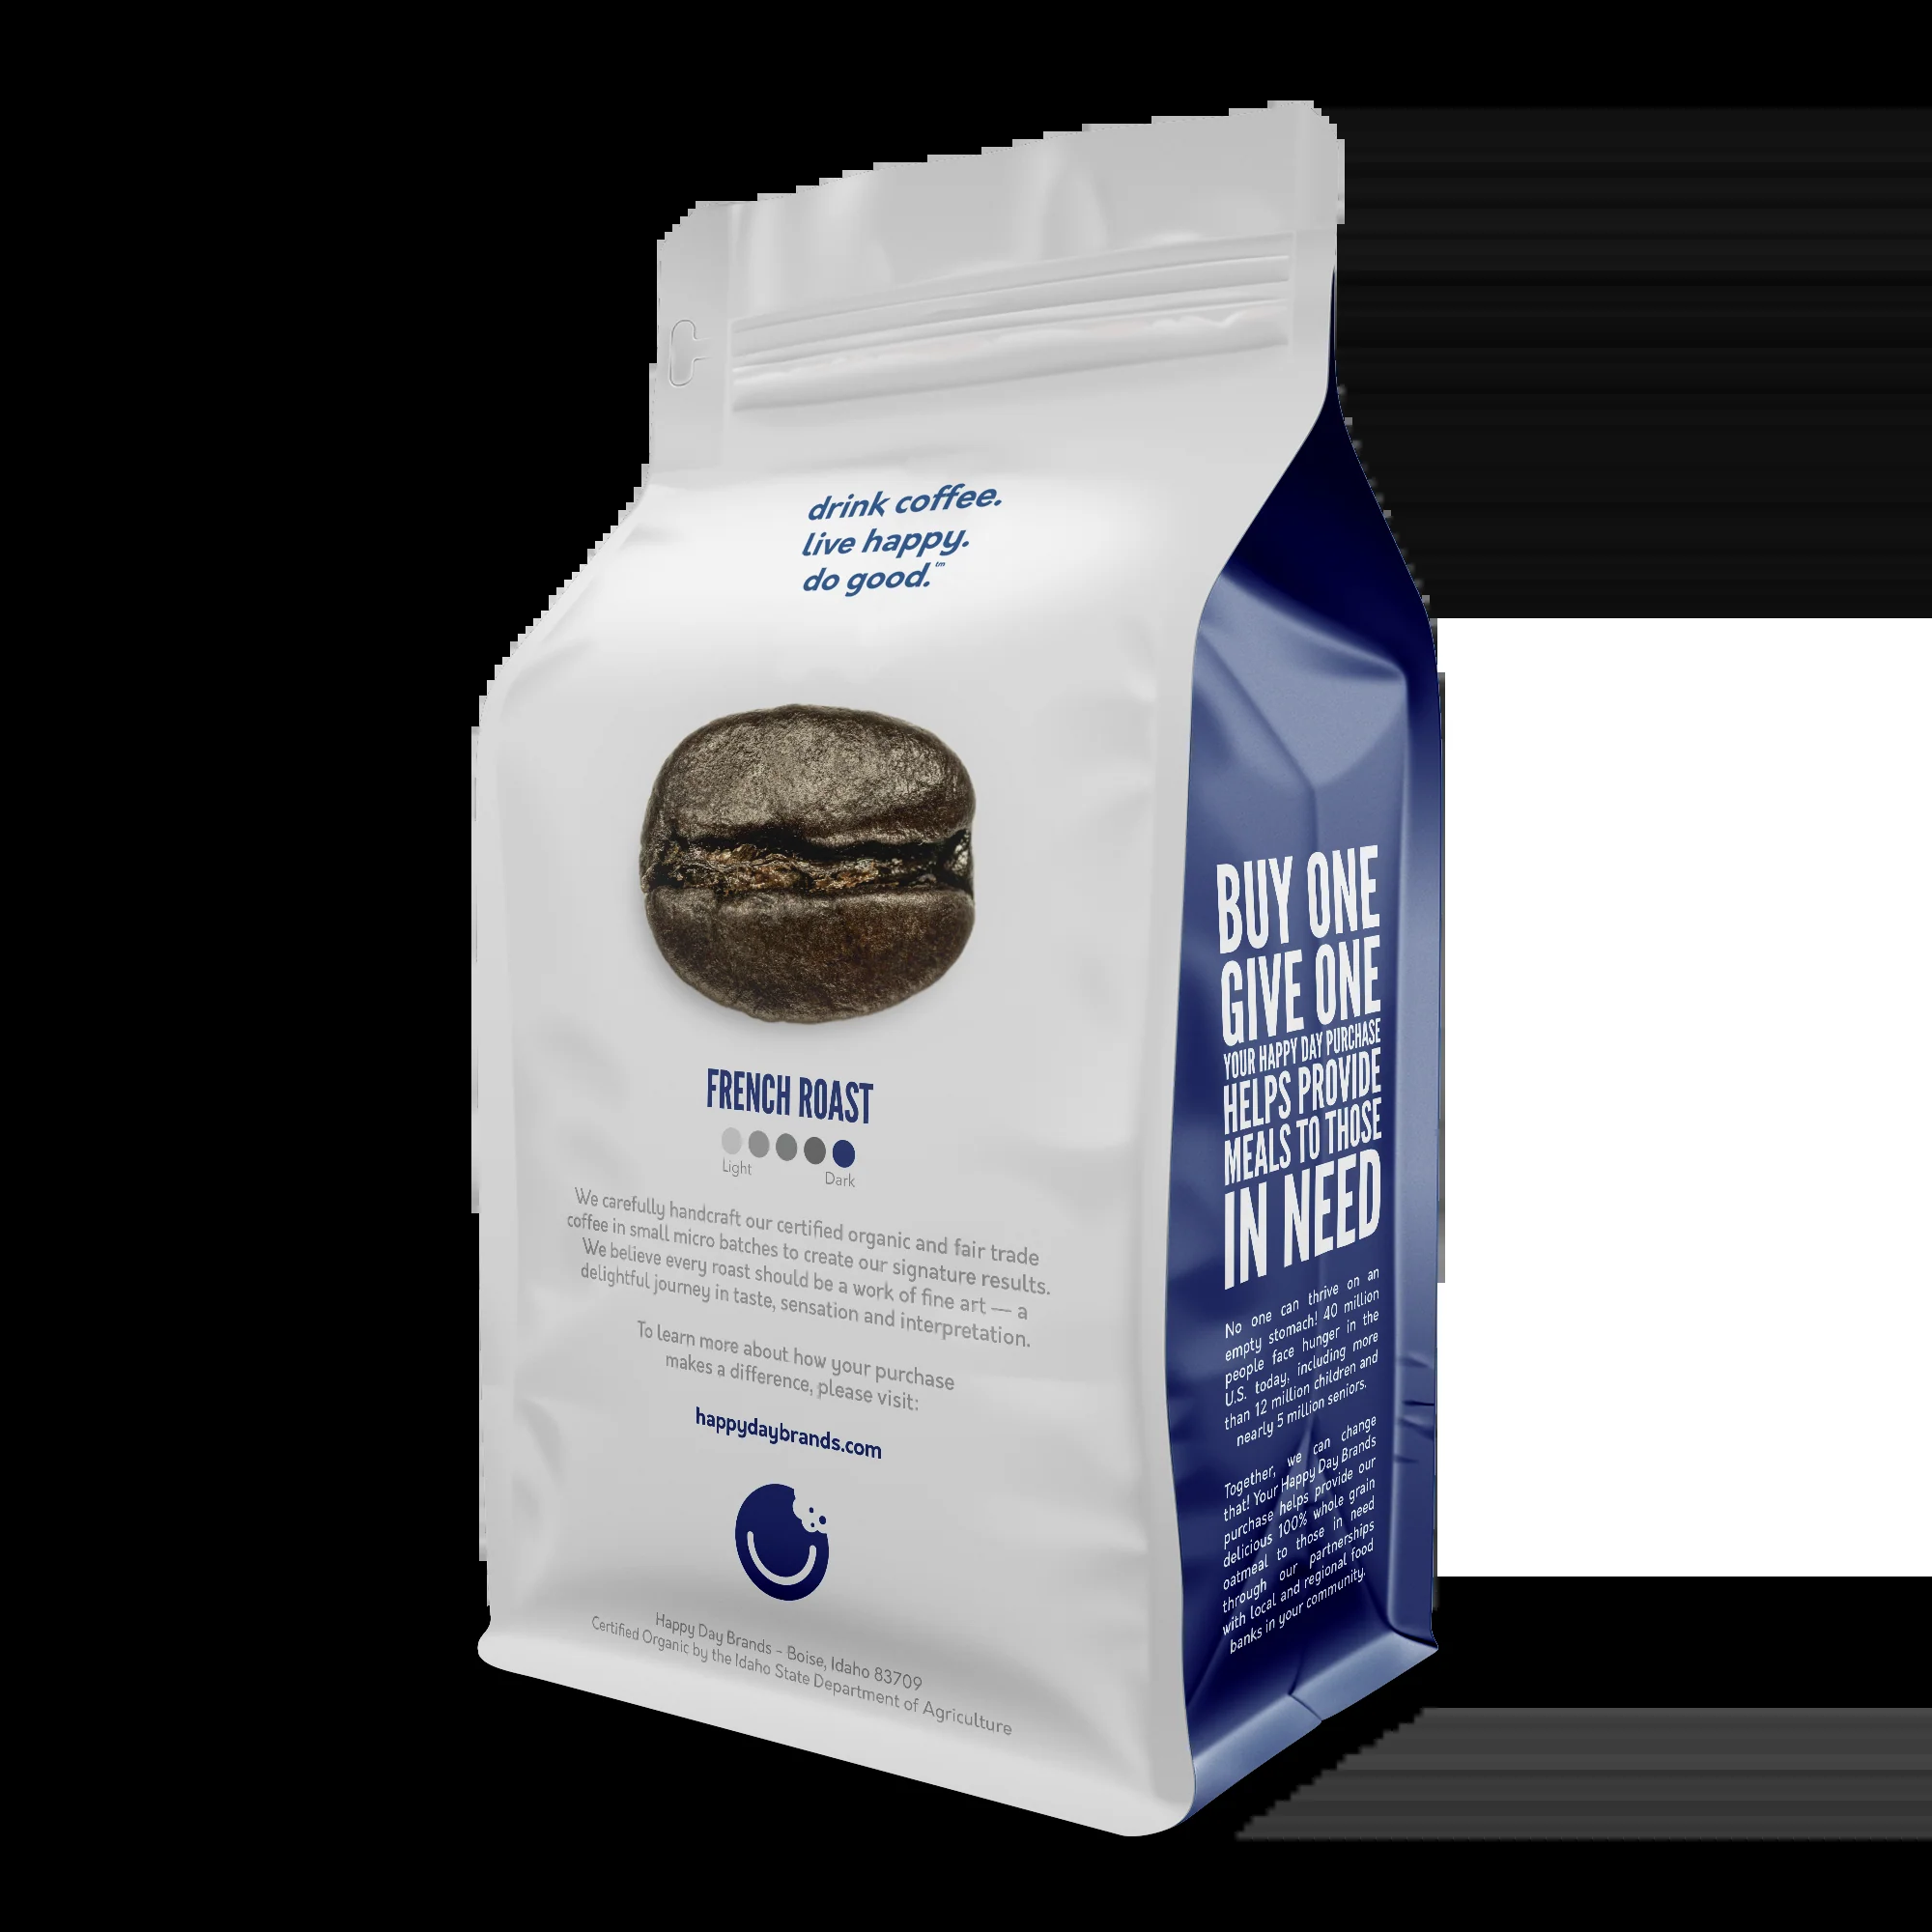 drink coffee.
live happy.
do good.™
FRENCH ROAST
Light
Dark
We carefully handcraft our certified organic and fair trade
coffee in small micro batches to create our signature results.
We believe every roast should be a work of fine art — a
delightful journey in taste, sensation and interpretation.
To learn more about how your purchase
makes a difference, please visit:
happydaybrands.com
Happy Day Brands – Boise, Idaho 83709
Certified Organic by the Idaho State Department of Agriculture
BUY ONE
GIVE ONE
YOUR HAPPY DAY PURCHASE
HELPS PROVIDE
MEALS TO THOSE
IN NEED
No one can thrive on an
empty stomach! 40 million
people face hunger in the
U.S. today, including more
than 12 million children and
nearly 5 million seniors.
Together, we can change
that! Your Happy Day Brands
purchase helps provide our
delicious 100% whole grain
oatmeal to those in need
through our partnerships
with local and regional food
banks in your community.